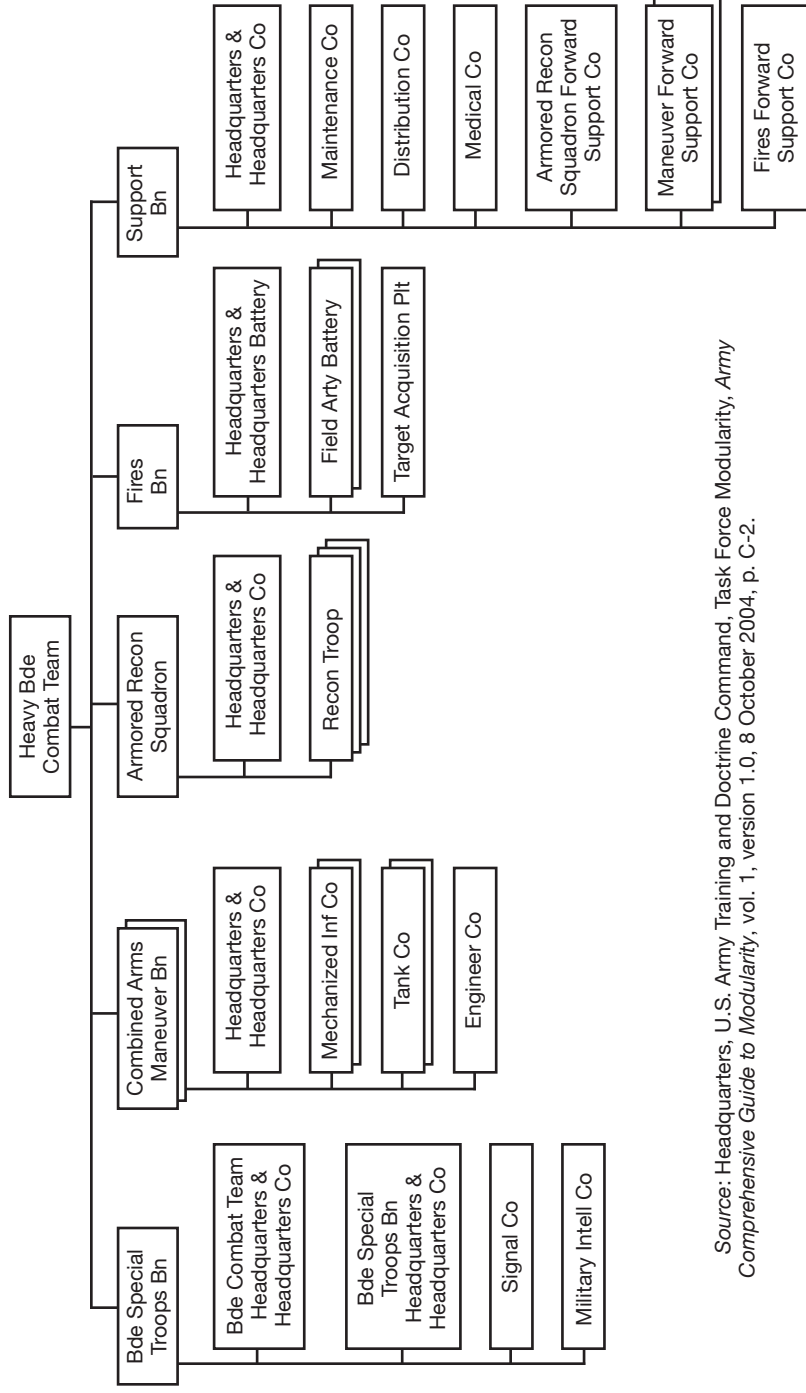 Heavy Bde
Combat Team
Bde Special
Troops Bn
Bde Combat Team
Headquarters &
Headquarters Co
Bde Special
Troops Bn
Headquarters &
Headquarters Co
Signal Co
Military Intell Co
Combined Arms
Maneuver Bn
Headquarters &
Headquarters Co
Mechanized Inf Co
Tank Co
Engineer Co
Armored Recon
Squadron
Headquarters &
Headquarters Co
Recon Troop
Fires
Bn
Headquarters &
Headquarters Battery
Field Arty Battery
Target Acquisition Plt
Support
Bn
Headquarters &
Headquarters Co
Maintenance Co
Distribution Co
Medical Co
Armored Recon
Squadron Forward
Support Co
Maneuver Forward
Support Co
Fires Forward
Support Co
Source: Headquarters, U.S. Army Training and Doctrine Command, Task Force Modularity, Army
Comprehensive Guide to Modularity, vol. 1, version 1.0, 8 October 2004, p. C-2.